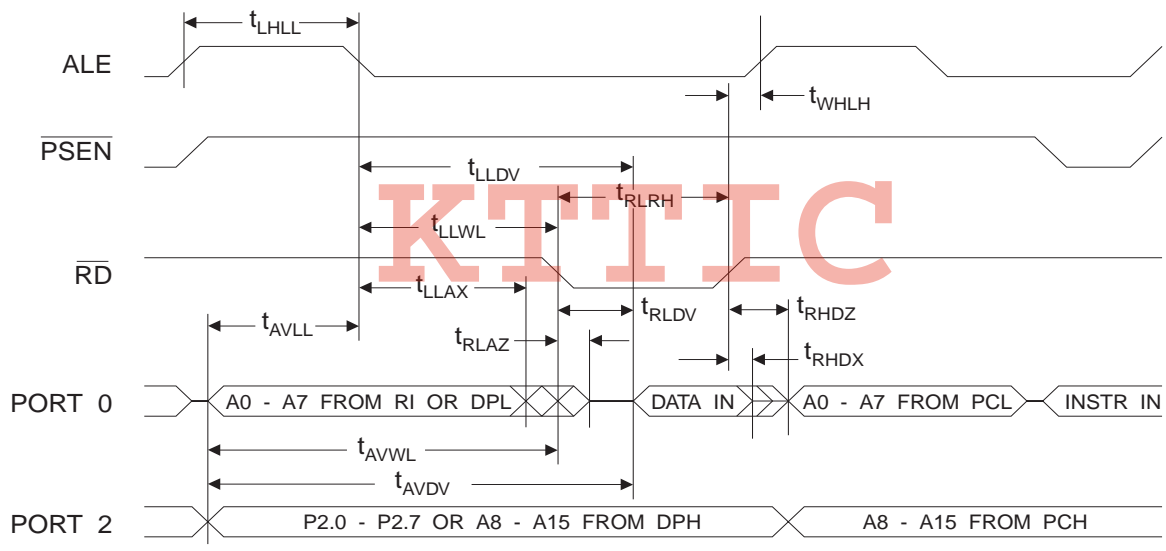 tLHLL
ALE
tWHLH
PSEN
tLLDV
tRLRH
KTTIC
tLLWL
RD
tLLAX
tRLDV
tRHDZ
tAVLL
tRLAZ
tRHDX
PORT 0
A0 - A7 FROM RI OR DPL
DATA IN
A0 - A7 FROM PCL
INSTR IN
tAVWL
tAVDV
PORT 2
P2.0 - P2.7 OR A8 - A15 FROM DPH
A8 - A15 FROM PCH